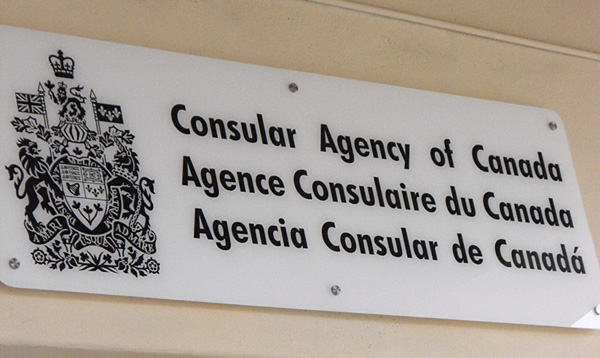 Consular Agency of Canada
Agence Consulaire du Canada
Agencia Consular de Canadá